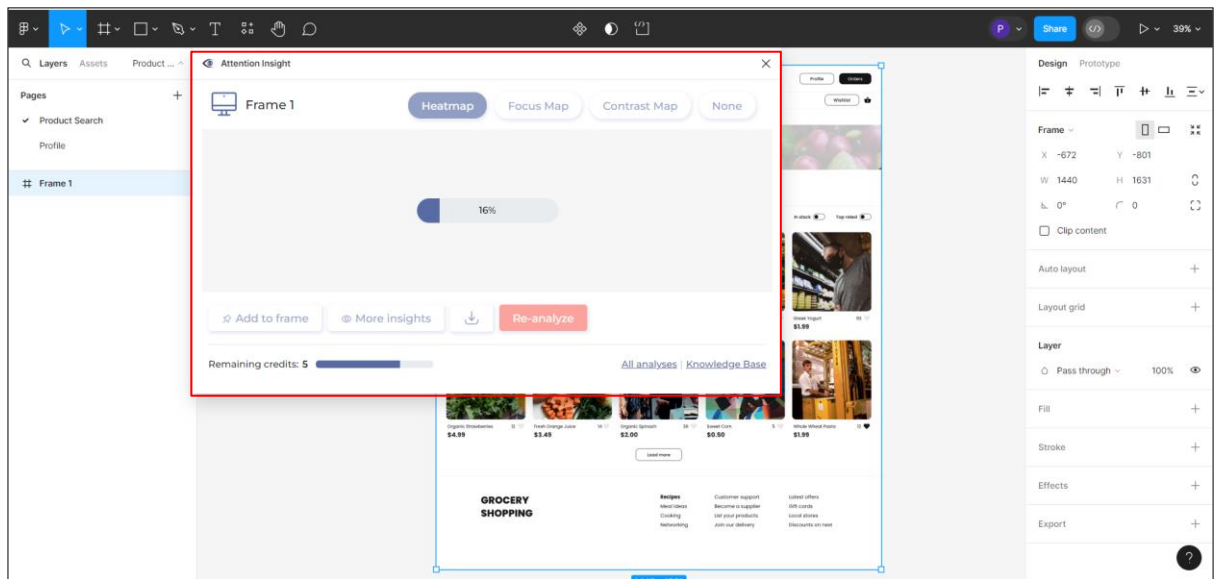 T
P
Share
39%
Layers
Assets
Product ...
Pages
Product Search
Profile
Frame 1
Attention Insight
Frame 1
Heatmap
Focus Map
Contrast Map
None
16%
Add to frame
More insights
Re-analyze
Remaining credits: 5
All analyses | Knowledge Base
Profile
Orders
Wishlist
In stock
Top rated
Greek Yogurt
$1.99
Organic Strawberries
$4.99
Fresh Orange Juice
$3.49
Organic Spinach
$2.00
Sweet Corn
$0.50
Whole Wheat Pasta
$1.99
Load more
GROCERY
SHOPPING
Recipes
Meal ideas
Cooking
Networking
Customer support
Become a supplier
List your products
Join our delivery
Latest offers
Gift cards
Local stores
Discounts on next
Design
Prototype
Frame
X -672
Y -801
W 1440
H 1631
0°
0
Clip content
Auto layout
Layout grid
Layer
Pass through
100%
Fill
Stroke
Effects
Export
?